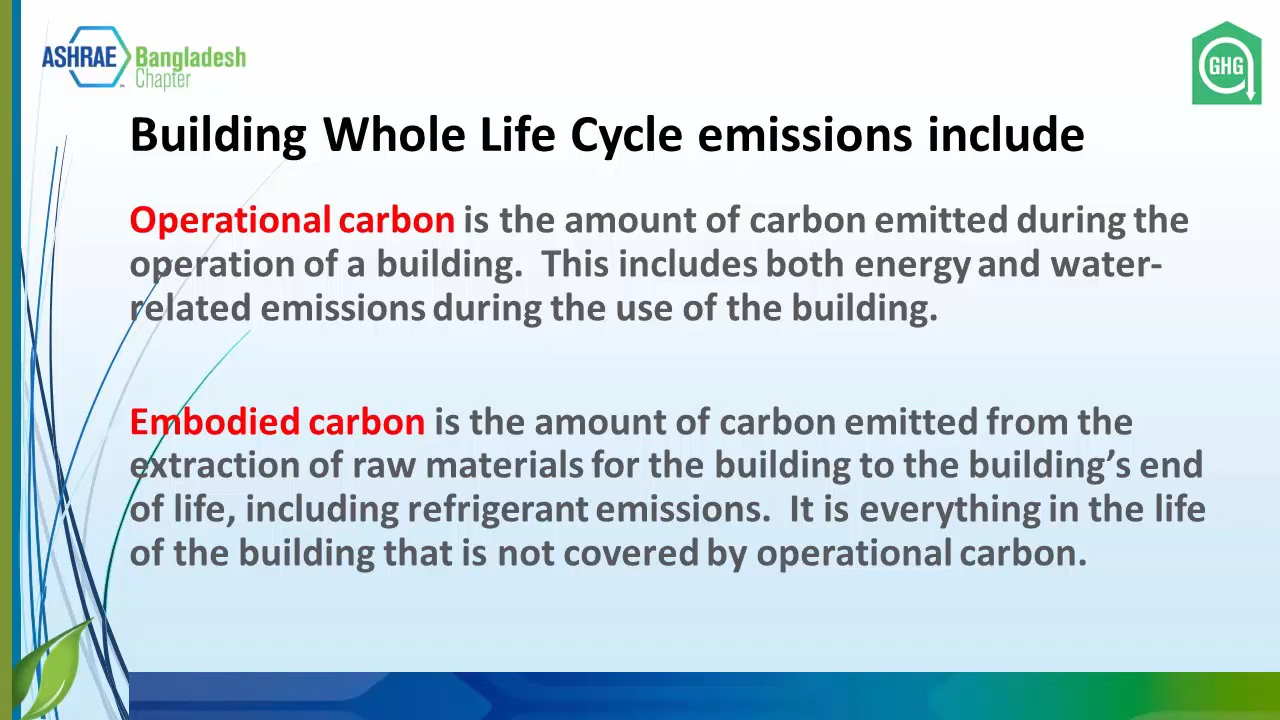 ASHRAE Bangladesh
Chapter
GHG
Building Whole Life Cycle emissions include
Operational carbon is the amount of carbon emitted during the
operation of a building.  This includes both energy and water-
related emissions during the use of the building.
Embodied carbon is the amount of carbon emitted from the
extraction of raw materials for the building to the building’s end
of life, including refrigerant emissions.  It is everything in the life
of the building that is not covered by operational carbon.